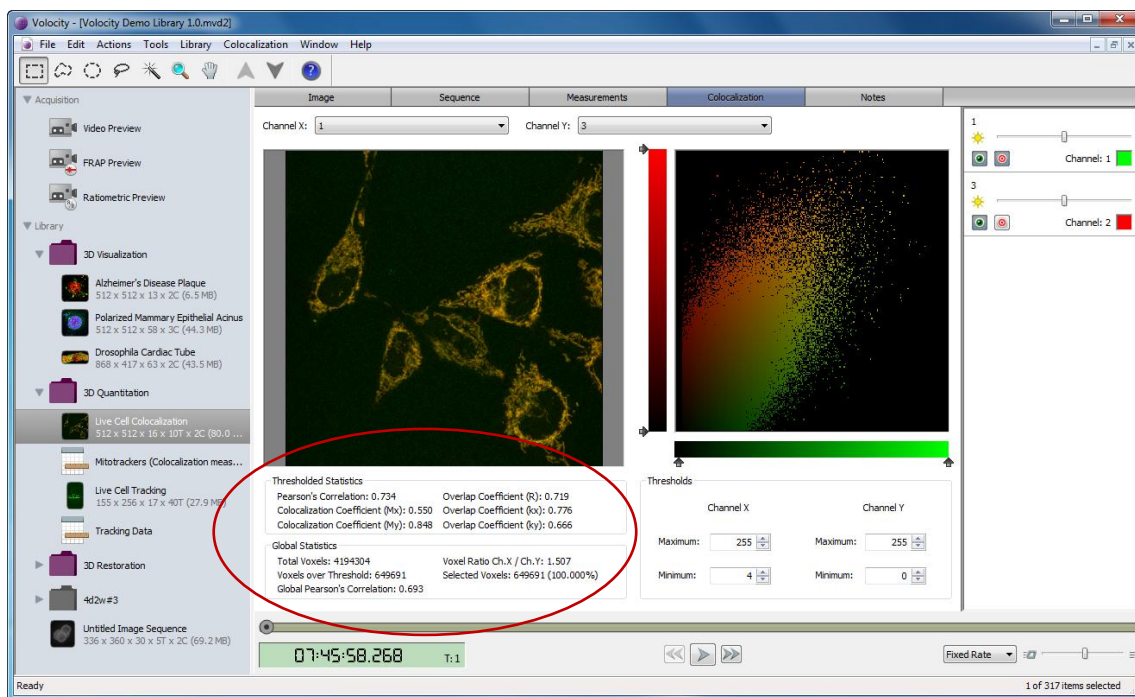 Volocity - [Volocity Demo Library 1.0.mvd2]
File Edit Actions Tools Library Colocalization Window Help
Acquisition
Video Preview
FRAP Preview
Ratiometric Preview
Library
3D Visualization
Alzheimer's Disease Plaque
512 x 512 x 13 x 2C (6.5 MB)
Polarized Mammary Epithelial Acinus
512 x 512 x 58 x 3C (44.3 MB)
Drosophila Cardiac Tube
868 x 417 x 63 x 2C (43.5 MB)
3D Quantitation
Live Cell Colocalization
512 x 512 x 16 x 10T x 2C (80.0 ...
Mitotrackers (Colocalization meas...
Live Cell Tracking
155 x 256 x 17 x 40T (27.9 MB)
Tracking Data
3D Restoration
4d2w#3
Untitled Image Sequence
336 x 360 x 30 x 5T x 2C (69.2 MB)
Image Sequence Measurements Colocalization Notes
Channel X: 1 Channel Y: 3
Thresholded Statistics
Pearson's Correlation: 0.734 Overlap Coefficient (R): 0.719
Colocalization Coefficient (Mx): 0.550 Overlap Coefficient (kx): 0.776
Colocalization Coefficient (My): 0.848 Overlap Coefficient (ky): 0.666
Global Statistics
Total Voxels: 4194304 Voxel Ratio Ch.X / Ch.Y: 1.507
Voxels over Threshold: 649691 Selected Voxels: 649691 (100.000%)
Global Pearson's Correlation: 0.693
Thresholds
Channel X Channel Y
Maximum: 255 Maximum: 255
Minimum: 4 Minimum: 0
1
Channel: 1
3
Channel: 2
07:45:58.268 T: 1
Fixed Rate
Ready 1 of 317 items selected